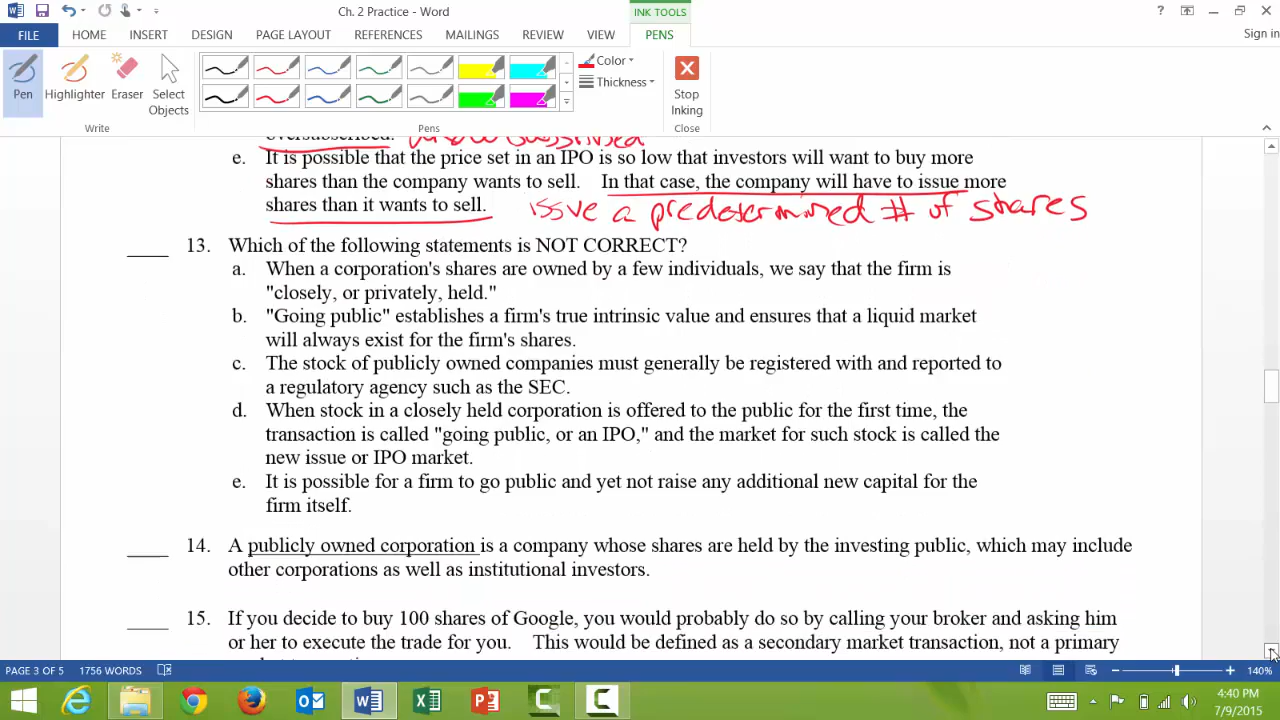 Ch. 2 Practice - Word
INK TOOLS
?
FILE
HOME
INSERT
DESIGN
PAGE LAYOUT
REFERENCES
MAILINGS
REVIEW
VIEW
PENS
Sign in
Pen
Highlighter
Eraser
Select
Objects
Color
Thickness
Stop
Inking
Write
Pens
Close
oversubscribed.
e. It is possible that the price set in an IPO is so low that investors will want to buy more
shares than the company wants to sell. In that case, the company will have to issue more
shares than it wants to sell. issue a predetermined # of shares
13. Which of the following statements is NOT CORRECT?
a. When a corporation's shares are owned by a few individuals, we say that the firm is
"closely, or privately, held."
b. "Going public" establishes a firm's true intrinsic value and ensures that a liquid market
will always exist for the firm's shares.
c. The stock of publicly owned companies must generally be registered with and reported to
a regulatory agency such as the SEC.
d. When stock in a closely held corporation is offered to the public for the first time, the
transaction is called "going public, or an IPO," and the market for such stock is called the
new issue or IPO market.
e. It is possible for a firm to go public and yet not raise any additional new capital for the
firm itself.
14. A publicly owned corporation is a company whose shares are held by the investing public, which may include
other corporations as well as institutional investors.
15. If you decide to buy 100 shares of Google, you would probably do so by calling your broker and asking him
or her to execute the trade for you. This would be defined as a secondary market transaction, not a primary
PAGE 3 OF 5
1756 WORDS
140%
4:40 PM
7/9/2015